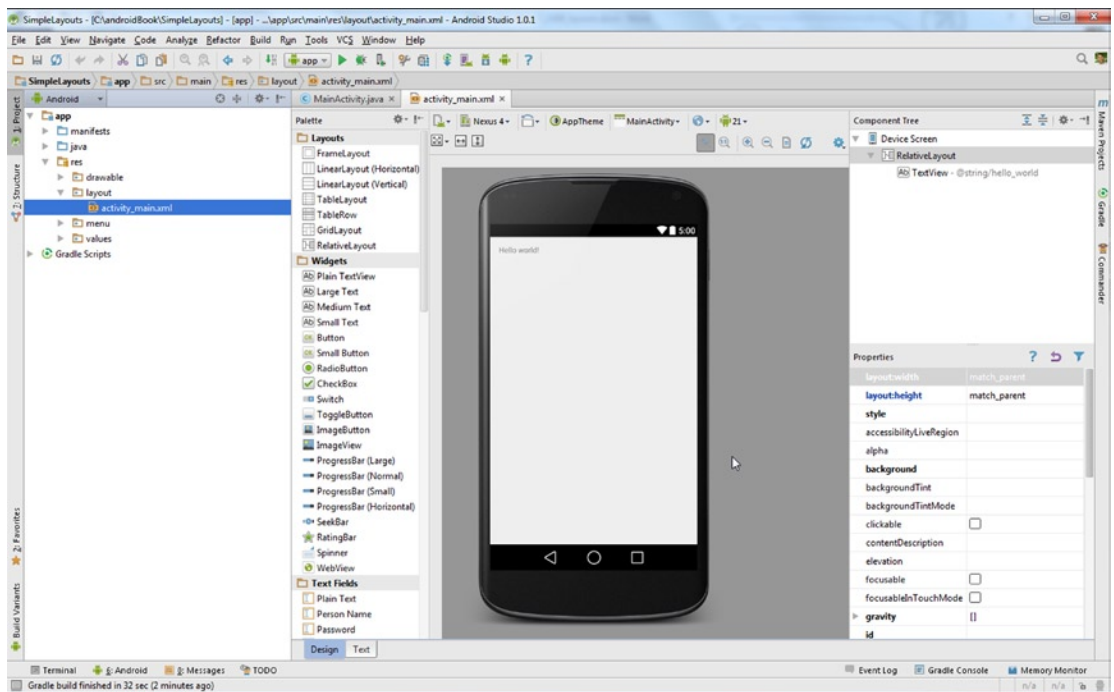 SimpleLayouts - [C:\androidBook\SimpleLayouts] - [app] - ...\app\src\main\res\layout\activity_main.xml - Android Studio 1.0.1
File Edit View Navigate Code Analyze Refactor Build Run Tools VCS Window Help
app
SimpleLayouts app src main res layout activity_main.xml
1: Project
7: Structure
2: Favorites
Build Variants
Android
app
manifests
java
res
drawable
layout
activity_main.xml
menu
values
Gradle Scripts
MainActivity.java × activity_main.xml ×
Palette
Layouts
FrameLayout
LinearLayout (Horizontal)
LinearLayout (Vertical)
TableLayout
TableRow
GridLayout
RelativeLayout
Widgets
Ab Plain TextView
Ab Large Text
Ab Medium Text
Ab Small Text
OK Button
OK Small Button
RadioButton
CheckBox
Switch
ToggleButton
ImageButton
ImageView
ProgressBar (Large)
ProgressBar (Normal)
ProgressBar (Small)
ProgressBar (Horizontal)
SeekBar
RatingBar
Spinner
WebView
Text Fields
Plain Text
Person Name
Password
Nexus 4 AppTheme MainActivity 21
5:00
Hello world!
Design Text
Component Tree
Device Screen
RelativeLayout
Ab TextView - @string/hello_world
Properties
layout:width match_parent
layout:height match_parent
style
accessibilityLiveRegion
alpha
background
backgroundTint
backgroundTintMode
clickable
contentDescription
elevation
focusable
focusableInTouchMode
gravity []
id
m Maven Projects
Gradle
Commander
Terminal 6: Android 0: Messages TODO
Event Log Gradle Console Memory Monitor
Gradle build finished in 32 sec (2 minutes ago)
n/a n/a